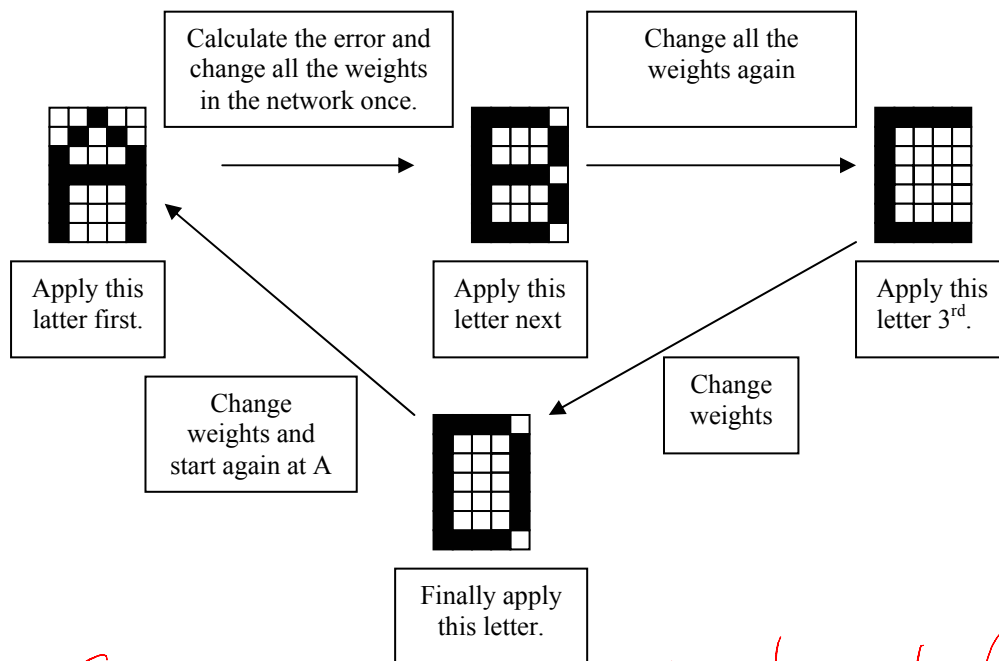 Calculate the error and
change all the weights
in the network once.
Change all the
weights again
Apply this
latter first.
Apply this
letter next
Apply this
letter 3rd.
Change
weights and
start again at A
Change
weights
Finally apply
this letter.